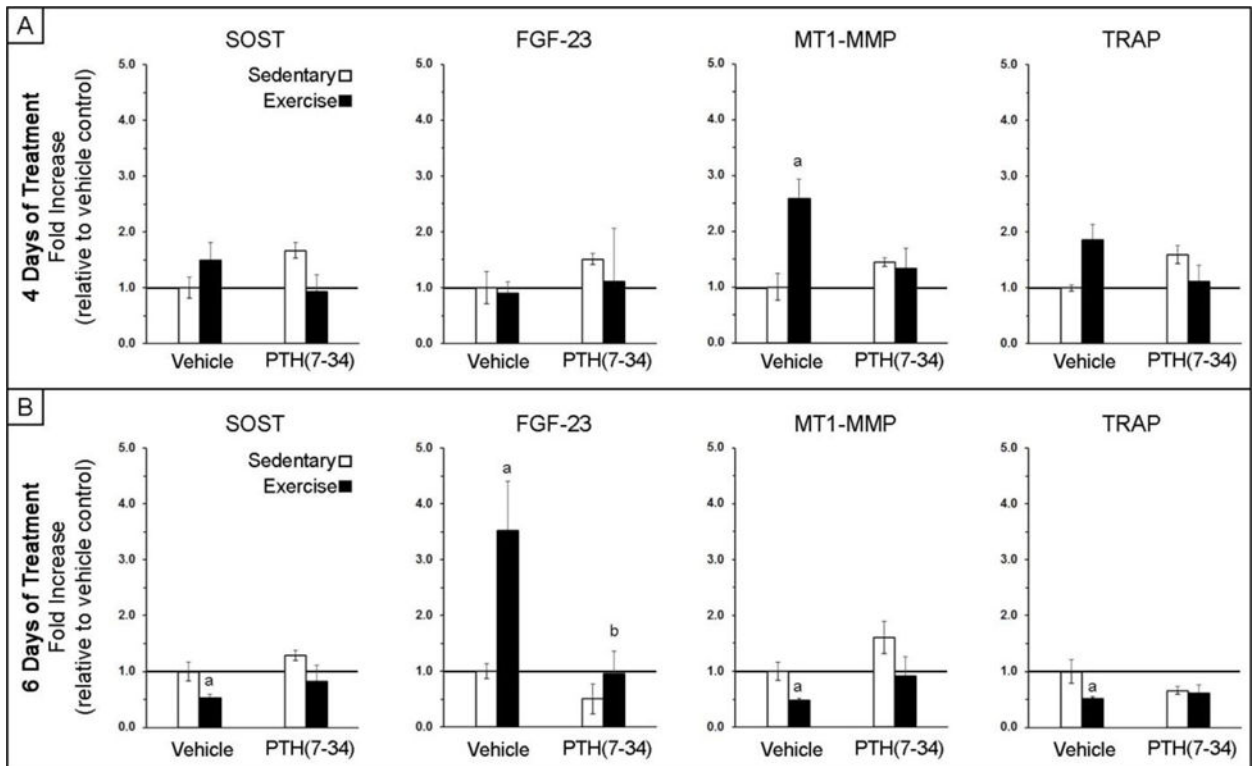 A
SOST
FGF-23
MT1-MMP
TRAP
4 Days of Treatment
Fold Increase
(relative to vehicle control)
5.0
4.0
3.0
2.0
1.0
0.0
Sedentary
Exercise
Vehicle
PTH(7-34)
5.0
4.0
3.0
2.0
1.0
0.0
Vehicle
PTH(7-34)
5.0
4.0
3.0
2.0
1.0
0.0
a
Vehicle
PTH(7-34)
5.0
4.0
3.0
2.0
1.0
0.0
Vehicle
PTH(7-34)
B
SOST
FGF-23
MT1-MMP
TRAP
6 Days of Treatment
Fold Increase
(relative to vehicle control)
5.0
4.0
3.0
2.0
1.0
0.0
Sedentary
Exercise
a
Vehicle
PTH(7-34)
5.0
4.0
3.0
2.0
1.0
0.0
a
b
Vehicle
PTH(7-34)
5.0
4.0
3.0
2.0
1.0
0.0
a
Vehicle
PTH(7-34)
5.0
4.0
3.0
2.0
1.0
0.0
a
Vehicle
PTH(7-34)